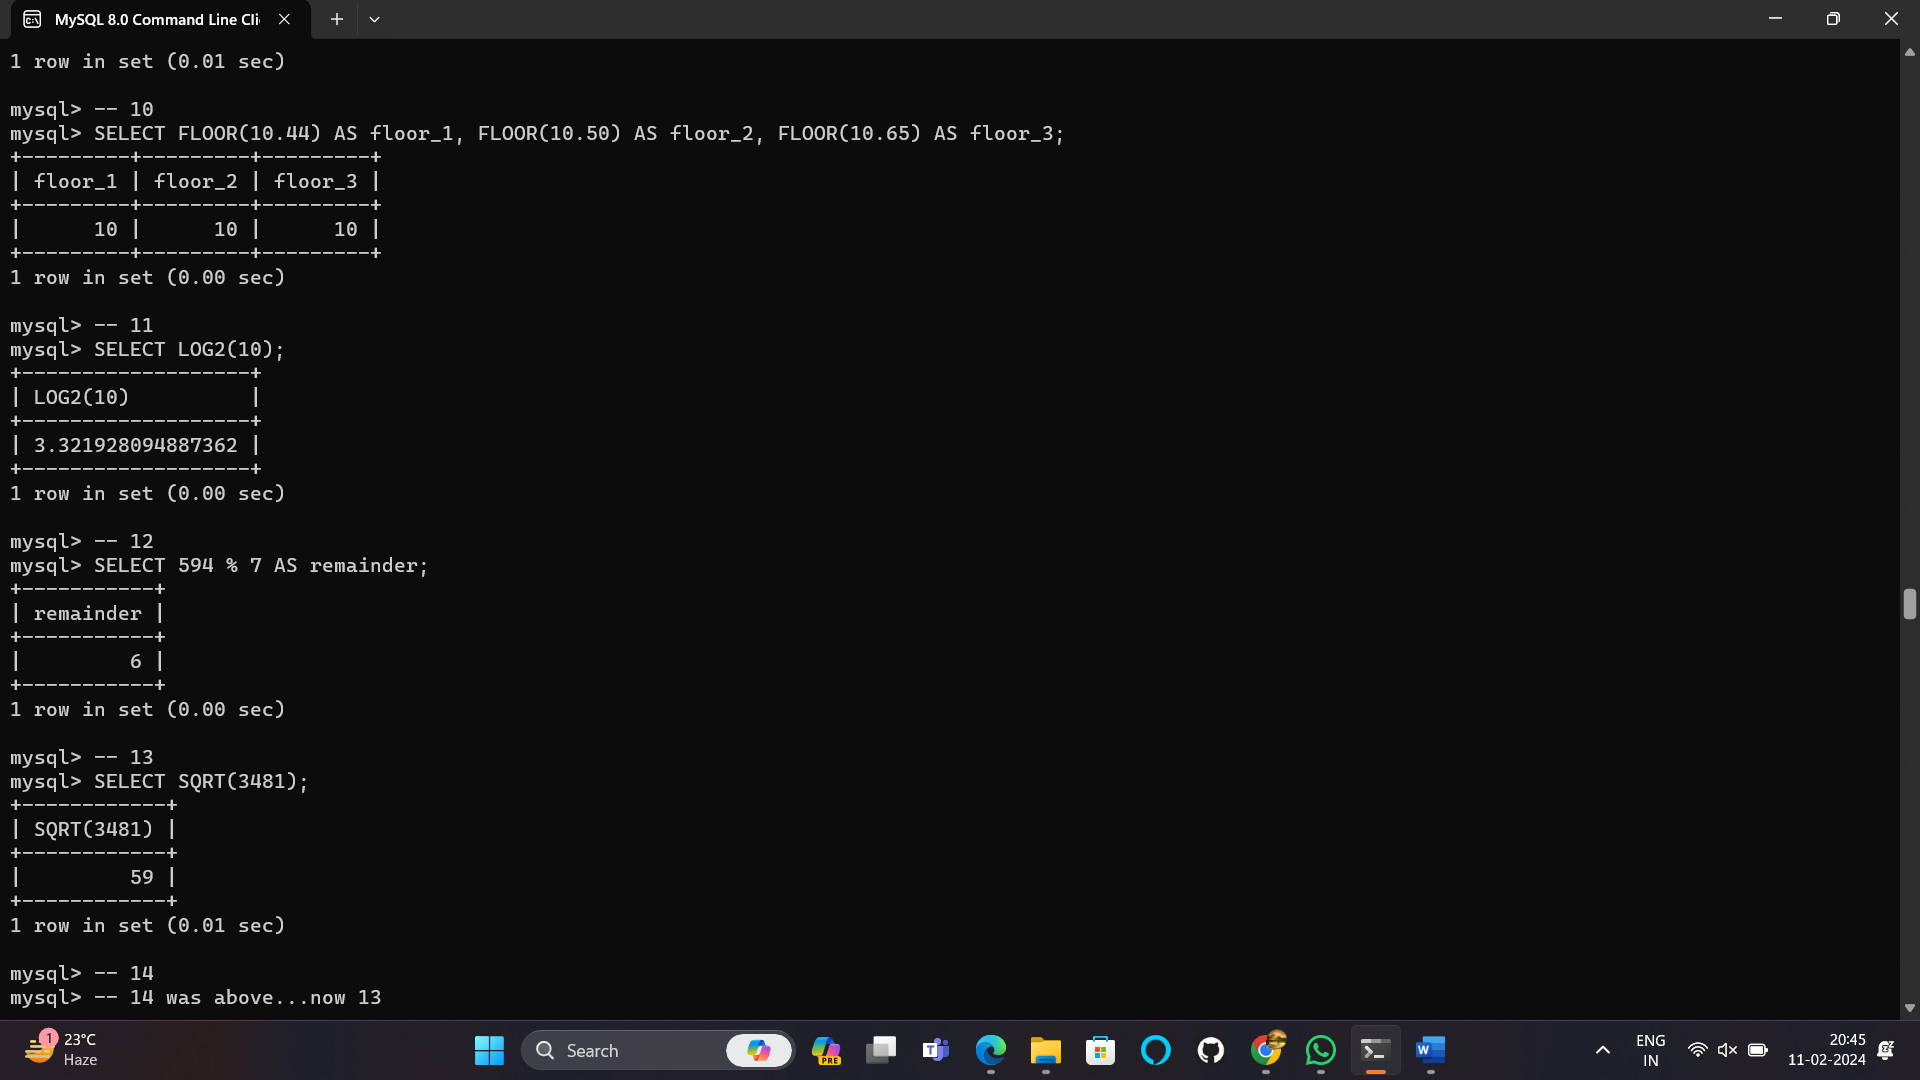 MySQL 8.0 Command Line Cli
1 row in set (0.01 sec)
mysql> -- 10
mysql> SELECT FLOOR(10.44) AS floor_1, FLOOR(10.50) AS floor_2, FLOOR(10.65) AS floor_3;
+---------+---------+---------+
| floor_1 | floor_2 | floor_3 |
+---------+---------+---------+
|      10 |      10 |      10 |
+---------+---------+---------+
1 row in set (0.00 sec)
mysql> -- 11
mysql> SELECT LOG2(10);
+-------------------+
| LOG2(10)          |
+-------------------+
| 3.321928094887362 |
+-------------------+
1 row in set (0.00 sec)
mysql> -- 12
mysql> SELECT 594 % 7 AS remainder;
+-----------+
| remainder |
+-----------+
|         6 |
+-----------+
1 row in set (0.00 sec)
mysql> -- 13
mysql> SELECT SQRT(3481);
+------------+
| SQRT(3481) |
+------------+
|         59 |
+------------+
1 row in set (0.01 sec)
mysql> -- 14
mysql> -- 14 was above...now 13
1
23°C
Haze
Search
PRE
T
W
ENG
IN
20:45
11-02-2024